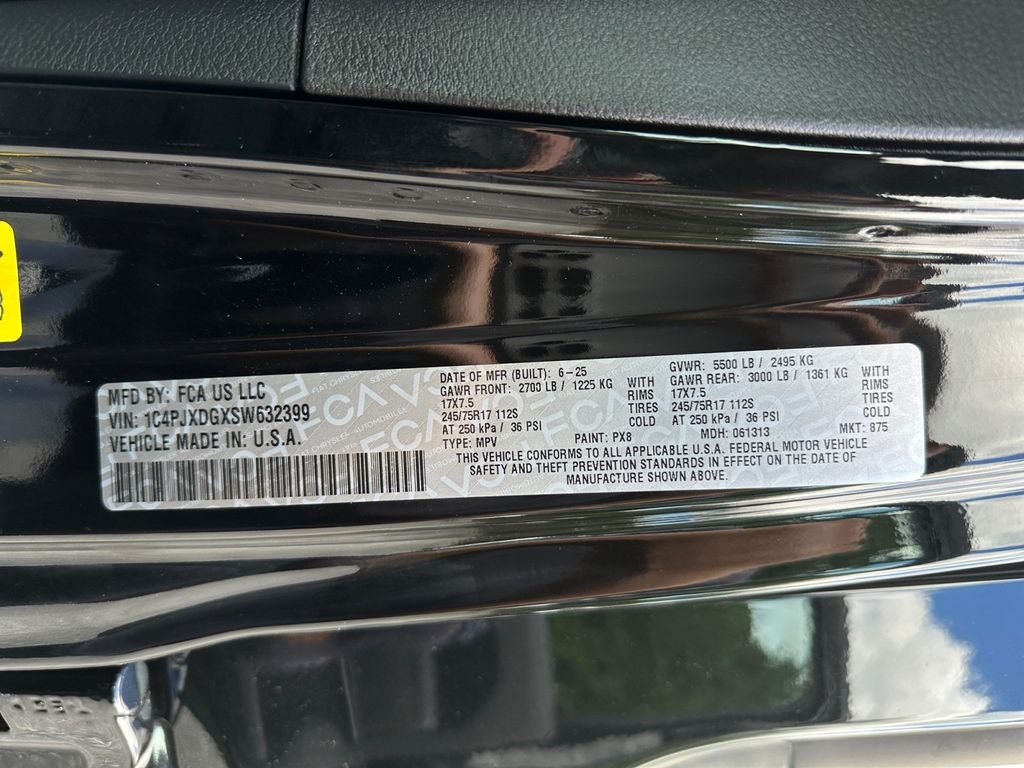 MFD BY: FCA US LLC
VIN: 1C4PJXDGXSW632399
VEHICLE MADE IN: U.S.A.
DATE OF MFR (BUILT): 6-25
GAWR FRONT: 2700 LB / 1225 KG WITH
17X7.5 RIMS
245/75R17 112S TIRES
AT 250 kPa / 36 PSI COLD
TYPE: MPV PAINT: PX8
GVWR: 5500 LB / 2495 KG
GAWR REAR: 3000 LB / 1361 KG WITH
17X7.5 RIMS
245/75R17 112S TIRES
AT 250 kPa / 36 PSI COLD
MDH: 061313 MKT: 875
THIS VEHICLE CONFORMS TO ALL APPLICABLE U.S.A. FEDERAL MOTOR VEHICLE
SAFETY AND THEFT PREVENTION STANDARDS IN EFFECT ON THE DATE OF
MANUFACTURE SHOWN ABOVE.